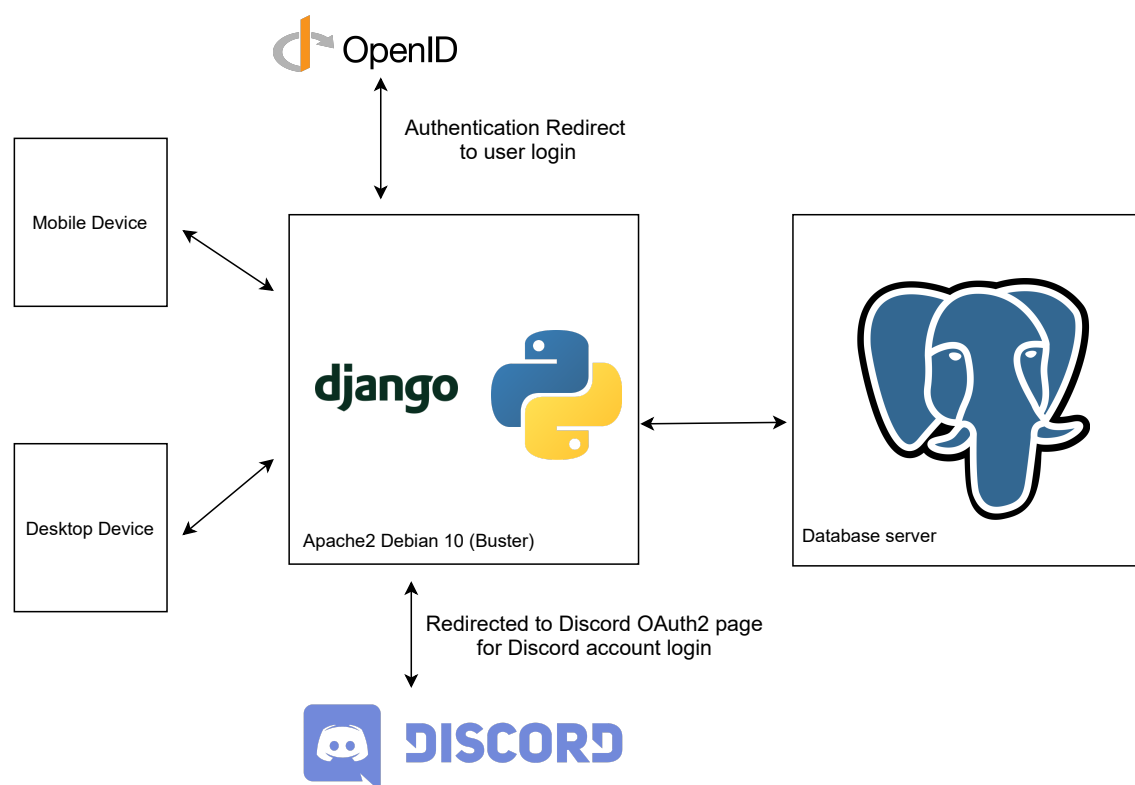 OpenID
Authentication Redirect
to user login
Mobile Device
django
Apache2 Debian 10 (Buster)
Database server
Desktop Device
Redirected to Discord OAuth2 page
for Discord account login
DISCORD